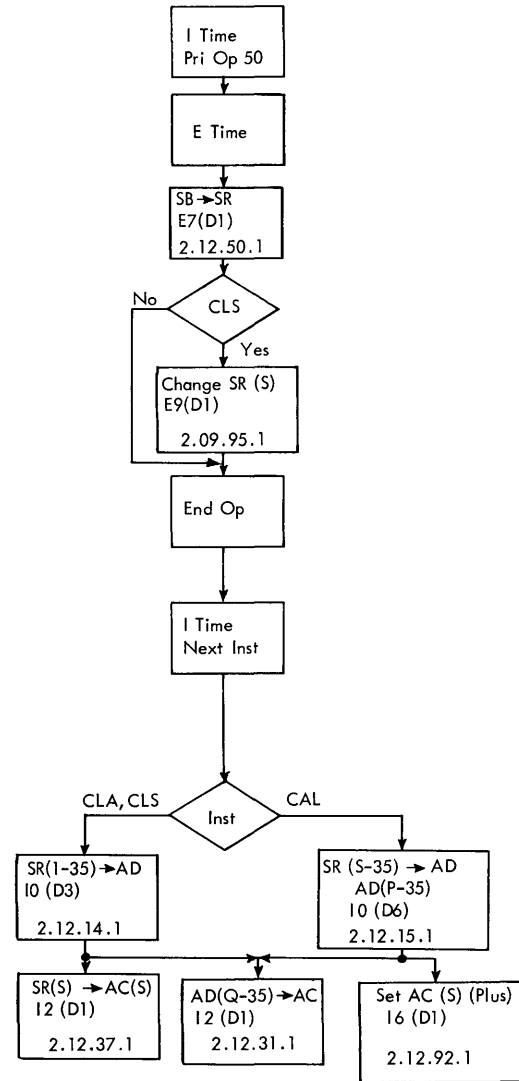 I Time
Pri Op 50
E Time
SB → SR
E7(D1)
2.12.50.1
No
CLS
Yes
Change SR (S)
E9(D1)
2.09.95.1
End Op
I Time
Next Inst
CLA, CLS
Inst
CAL
SR(1-35) → AD
I0 (D3)
2.12.14.1
SR (S-35) → AD
AD(P-35)
I0 (D6)
2.12.15.1
SR(S) → AC(S)
I2 (D1)
2.12.37.1
AD(Q-35) → AC
I2 (D1)
2.12.31.1
Set AC (S) (Plus)
I6 (D1)
2.12.92.1